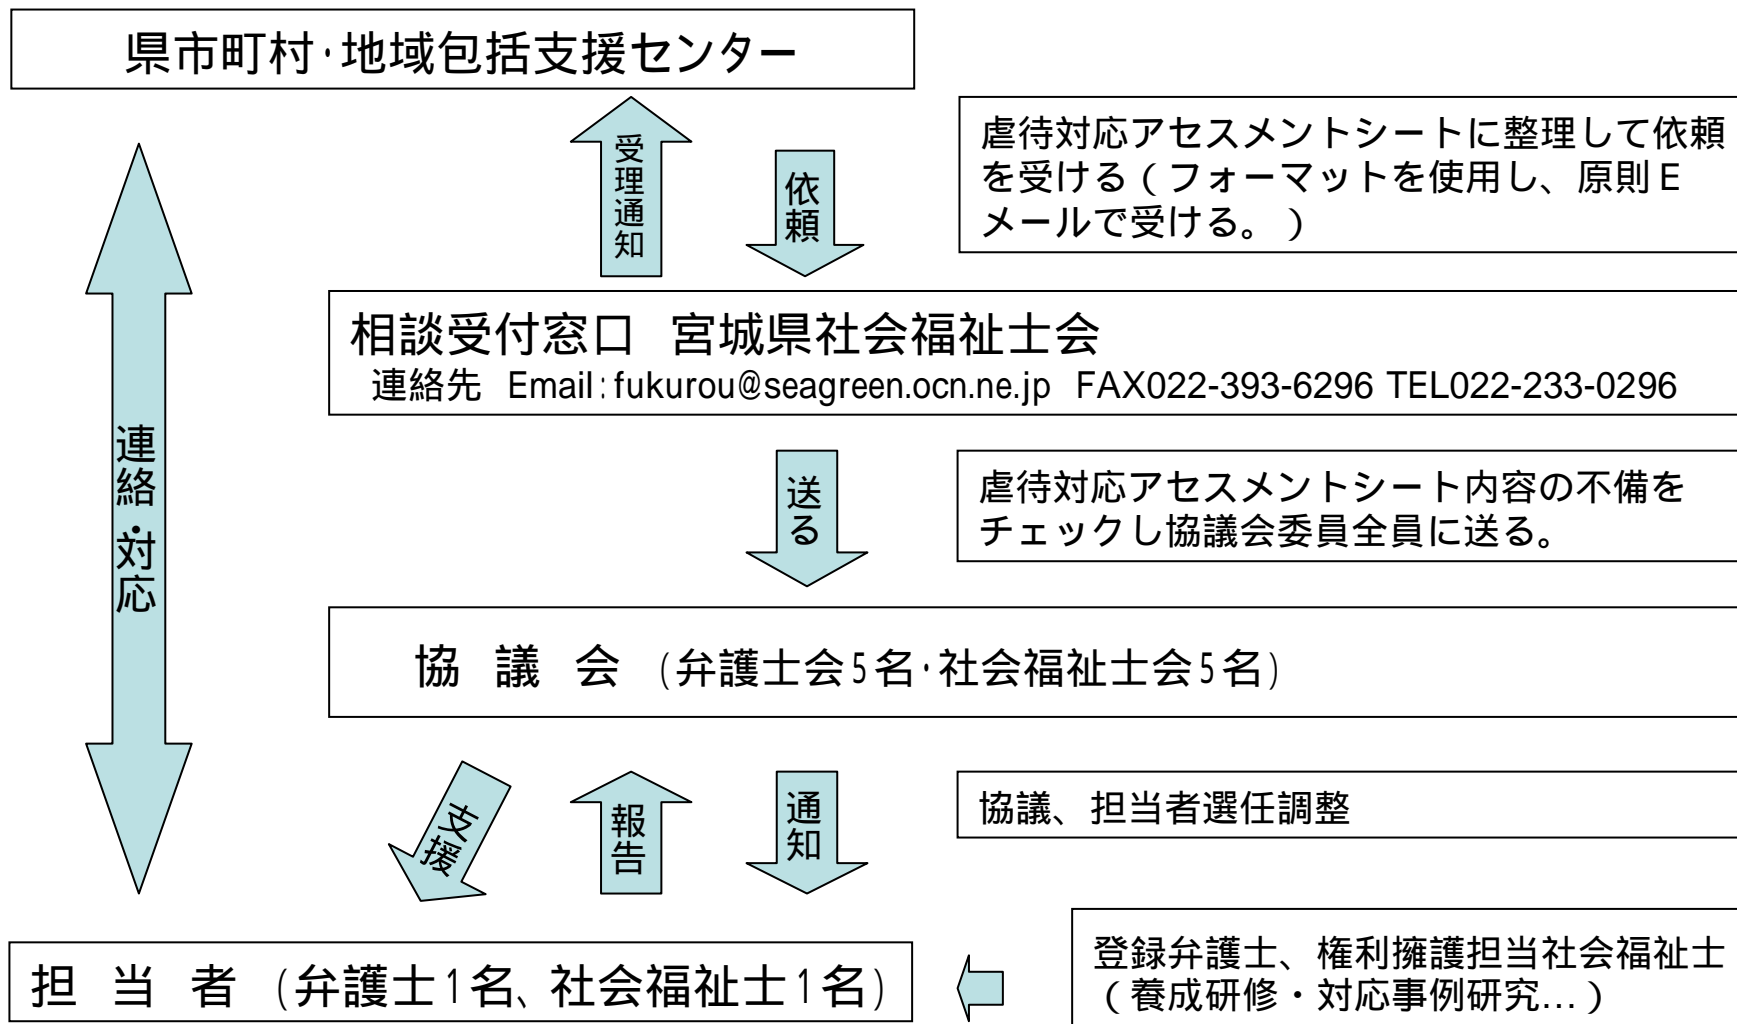 県市町村・地域包括支援センター
受理通知
依頼
虐待対応アセスメントシートに整理して依頼
を受ける（フォーマットを使用し、原則E
メールで受ける。）
相談受付窓口　宮城県社会福祉士会
連絡先　Email:fukurou@seagreen.ocn.ne.jp　FAX022-393-6296 TEL022-233-0296
連絡・対応
送る
虐待対応アセスメントシート内容の不備を
チェックし協議会委員全員に送る。
協　議　会　(弁護士会5名・社会福祉士会5名)
支援
報告
通知
協議、担当者選任調整
担　当　者　(弁護士1名、社会福祉士1名)
登録弁護士、権利擁護担当社会福祉士
（養成研修・対応事例研究…）